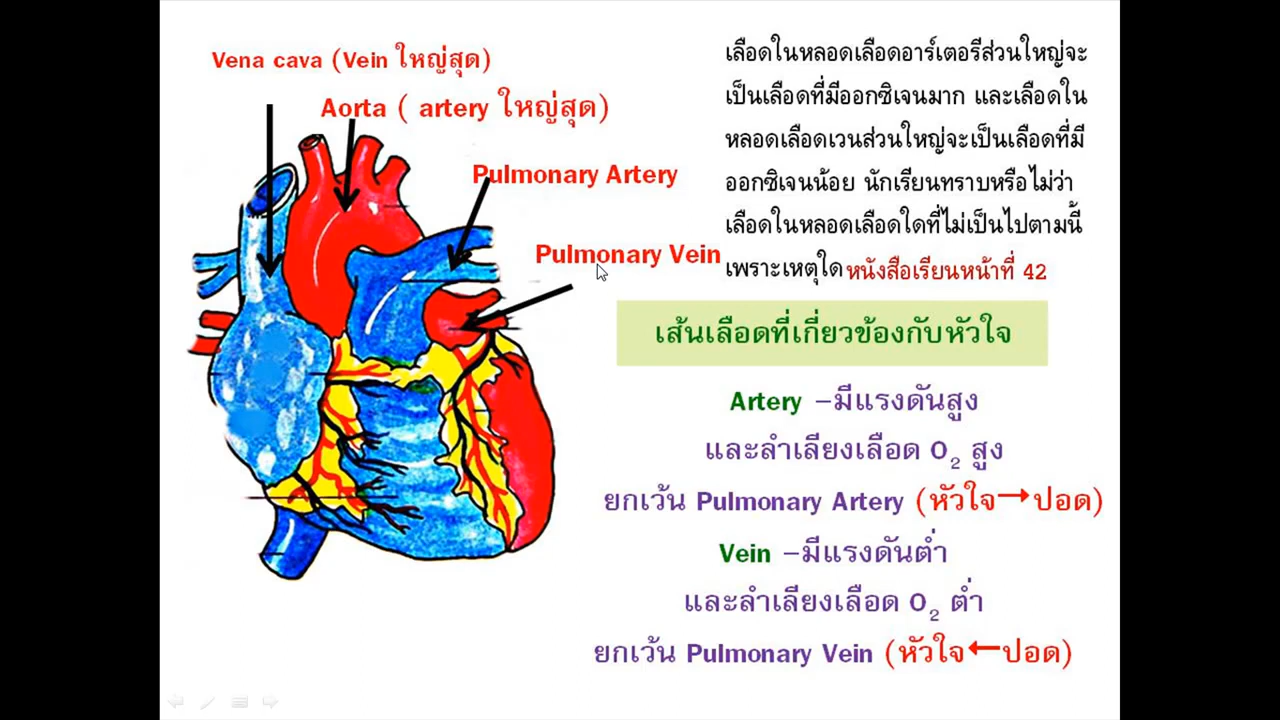 Vena cava (Vein ใหญ่สุด)
Aorta ( artery ใหญ่สุด)
Pulmonary Artery
Pulmonary Vein
เลือดในหลอดเลือดอาร์เตอรีส่วนใหญ่จะ
เป็นเลือดที่มีออกซิเจนมาก และเลือดใน
หลอดเลือดเวนส่วนใหญ่จะเป็นเลือดที่มี
ออกซิเจนน้อย นักเรียนทราบหรือไม่ว่า
เลือดในหลอดเลือดใดที่ไม่เป็นไปตามนี้
เพราะเหตุใด หนังสือเรียนหน้าที่ 42
เส้นเลือดที่เกี่ยวข้องกับหัวใจ
Artery –มีแรงดันสูง
และลำเลียงเลือด O₂ สูง
ยกเว้น Pulmonary Artery (หัวใจ→ปอด)
Vein –มีแรงดันต่ำ
และลำเลียงเลือด O₂ ต่ำ
ยกเว้น Pulmonary Vein (หัวใจ←ปอด)